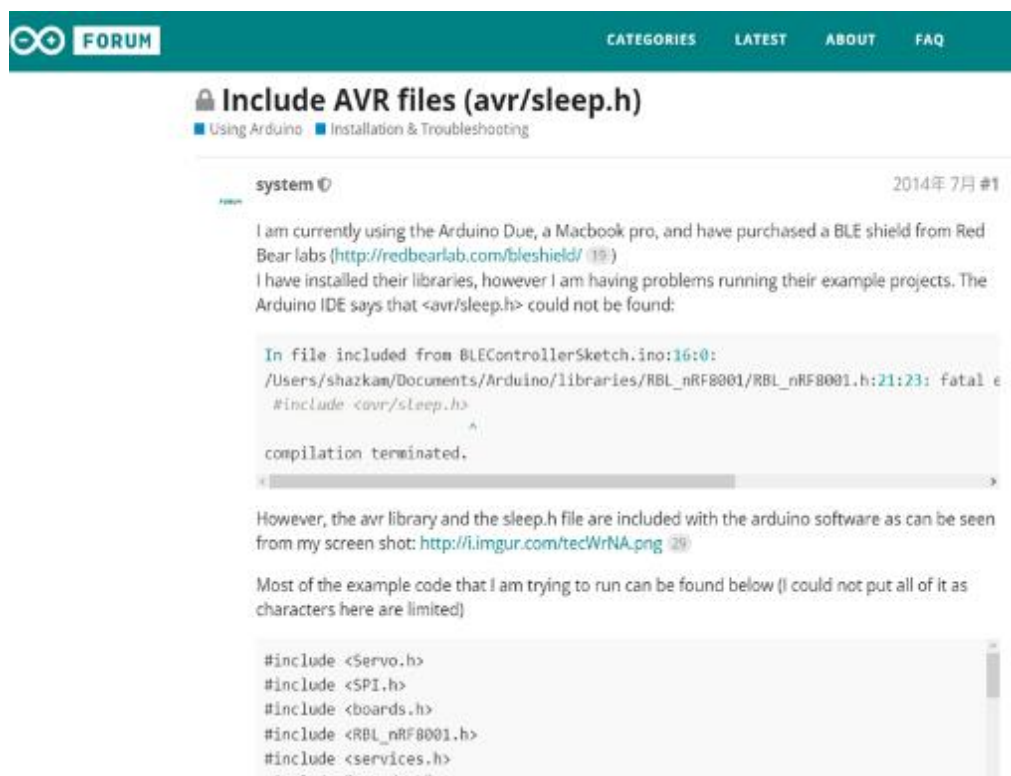 FORUM
CATEGORIES LATEST ABOUT FAQ
Include AVR files (avr/sleep.h)
Using Arduino Installation & Troubleshooting
system
2014年 7月 #1
FORUM
I am currently using the Arduino Due, a Macbook pro, and have purchased a BLE shield from Red
Bear labs (http://redbearlab.com/bleshield/ 19 )
I have installed their libraries, however I am having problems running their example projects. The
Arduino IDE says that <avr/sleep.h> could not be found:
In file included from BLEControllerSketch.ino:16:0:
/Users/shazkam/Documents/Arduino/libraries/RBL_nRF8001/RBL_nRF8001.h:21:23: fatal e
#include <avr/sleep.h>
^
compilation terminated.
However, the avr library and the sleep.h file are included with the arduino software as can be seen
from my screen shot: http://i.imgur.com/tecWrNA.png 29
Most of the example code that I am trying to run can be found below (I could not put all of it as
characters here are limited)
#include <Servo.h>
#include <SPI.h>
#include <boards.h>
#include <RBL_nRF8001.h>
#include <services.h>